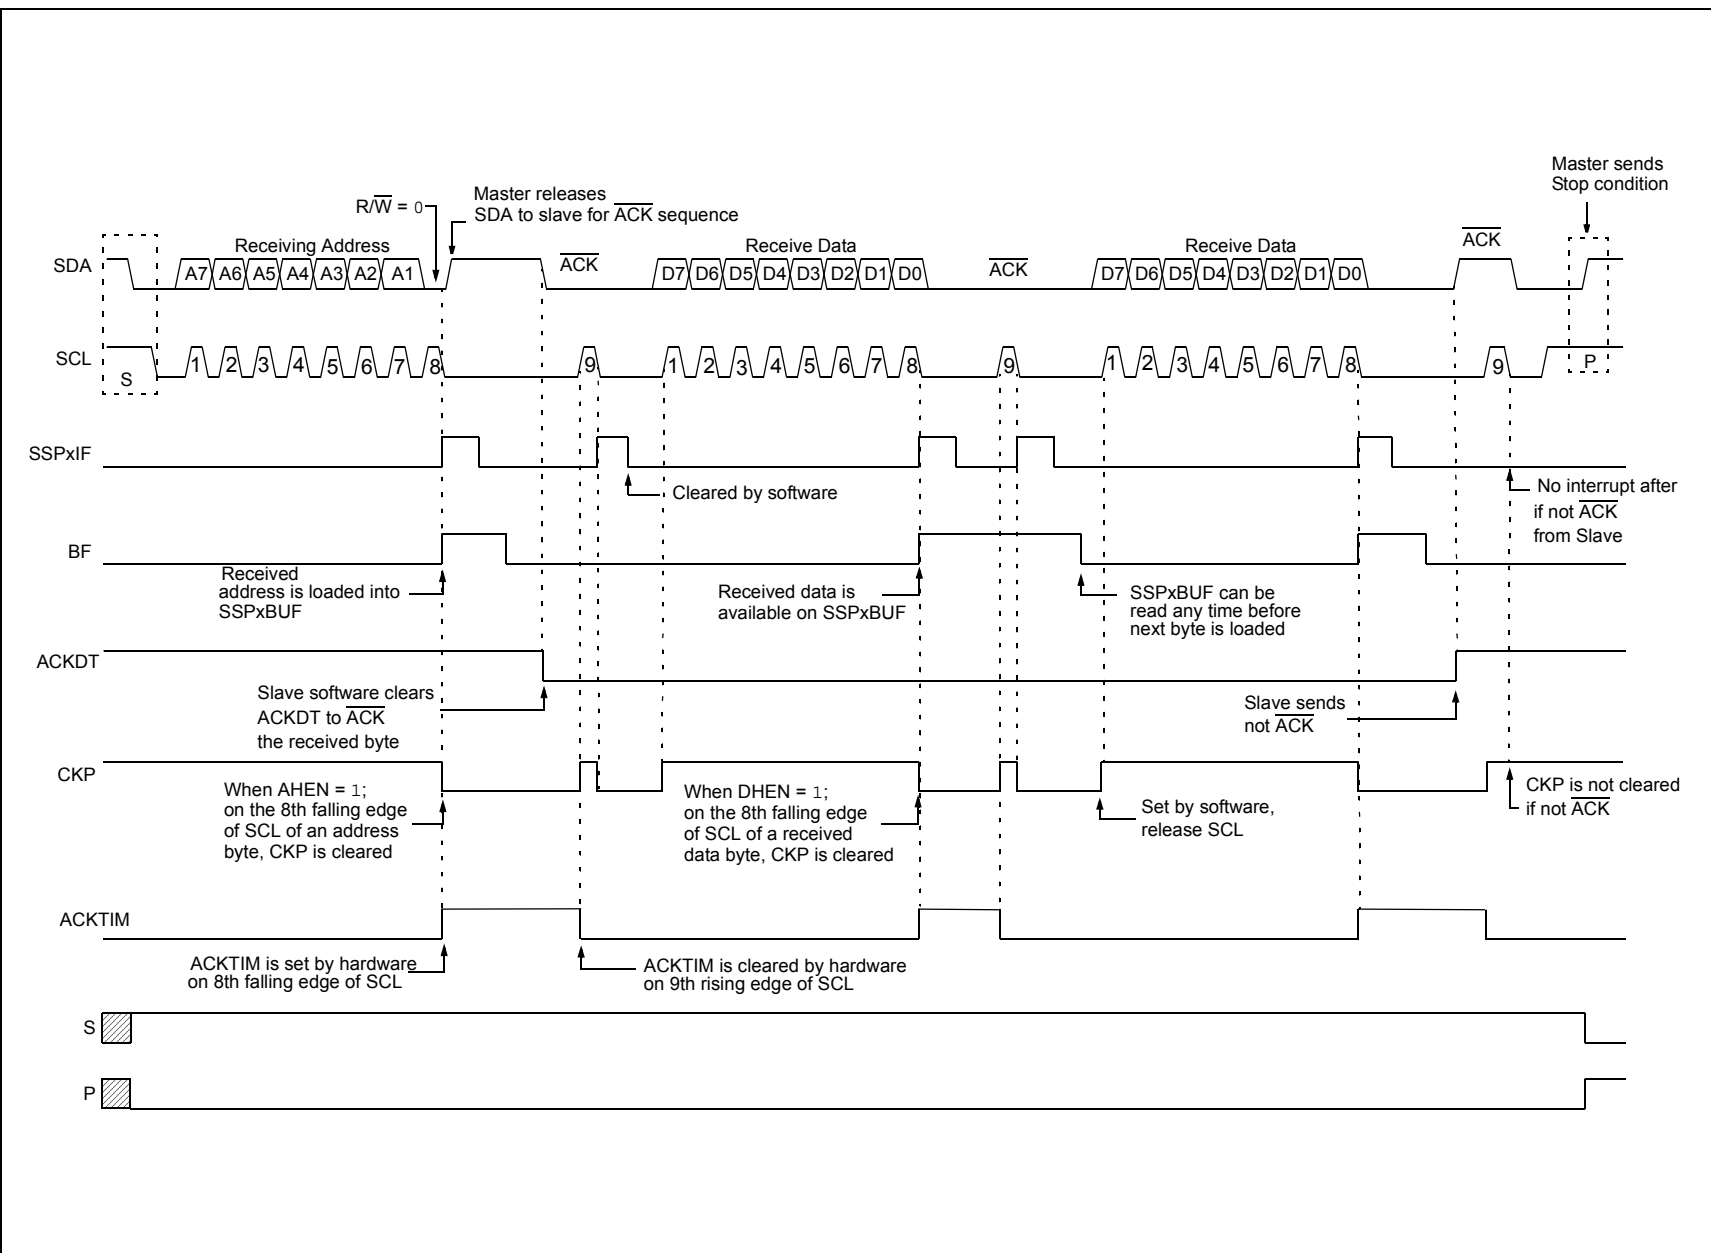 Master sends
Stop condition
Master releases
SDA to slave for ACK sequence
R/W = 0
Receiving Address
ACK
Receive Data
ACK
Receive Data
ACK
SDA
A7 A6 A5 A4 A3 A2 A1
D7 D6 D5 D4 D3 D2 D1 D0
D7 D6 D5 D4 D3 D2 D1 D0
SCL
S
1 2 3 4 5 6 7 8 9
1 2 3 4 5 6 7 8 9
1 2 3 4 5 6 7 8 9
P
SSPxIF
Cleared by software
No interrupt after
if not ACK
from Slave
BF
Received
address is loaded into
SSPxBUF
Received data is
available on SSPxBUF
SSPxBUF can be
read any time before
next byte is loaded
ACKDT
Slave software clears
ACKDT to ACK
the received byte
Slave sends
not ACK
CKP
When AHEN = 1;
on the 8th falling edge
of SCL of an address
byte, CKP is cleared
When DHEN = 1;
on the 8th falling edge
of SCL of a received
data byte, CKP is cleared
Set by software,
release SCL
CKP is not cleared
if not ACK
ACKTIM
ACKTIM is set by hardware
on 8th falling edge of SCL
ACKTIM is cleared by hardware
on 9th rising edge of SCL
S
P